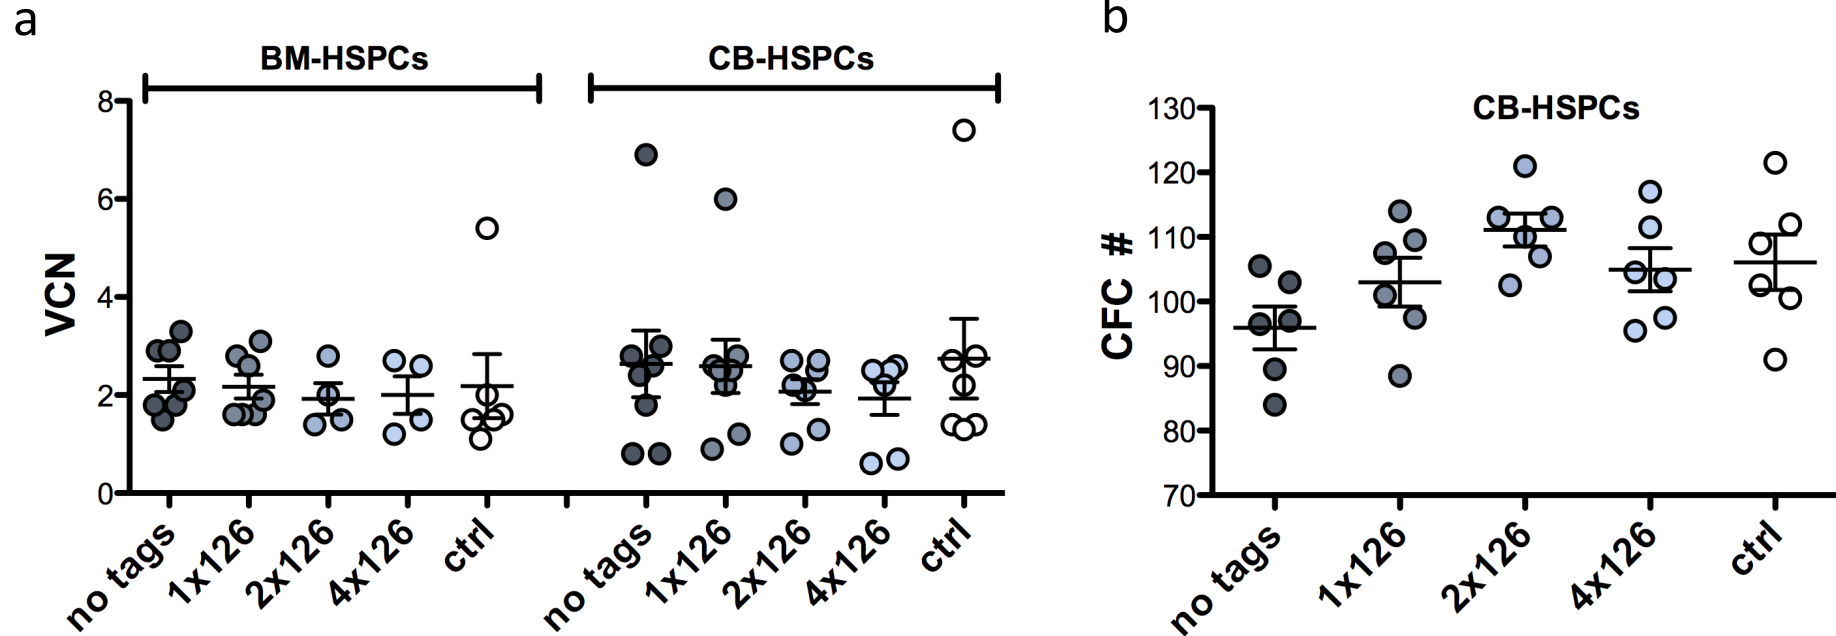 a
BM-HSPCs
CB-HSPCs
8
6
4
2
0
VCN
no tags
1x126
2x126
4x126
ctrl
no tags
1x126
2x126
4x126
ctrl
b
CB-HSPCs
130
120
110
100
90
80
70
CFC #
no tags
1x126
2x126
4x126
ctrl